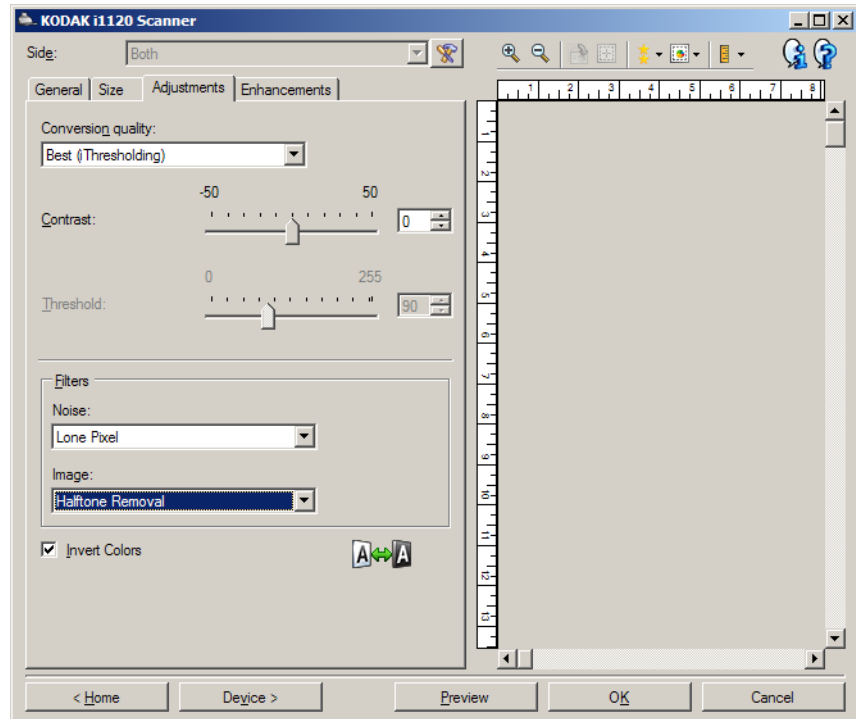 KODAK i1120 Scanner
Side: Both
General Size Adjustments Enhancements
Conversion quality:
Best (iThresholding)
-50 50
Contrast: 0
0 255
Threshold: 90
Filters
Noise:
Lone Pixel
Image:
Halftone Removal
Invert Colors A A
1 2 3 4 5 6 7 8
1
2
3
4
5
6
7
8
9
10
11
12
13
< Home Device > Preview OK Cancel